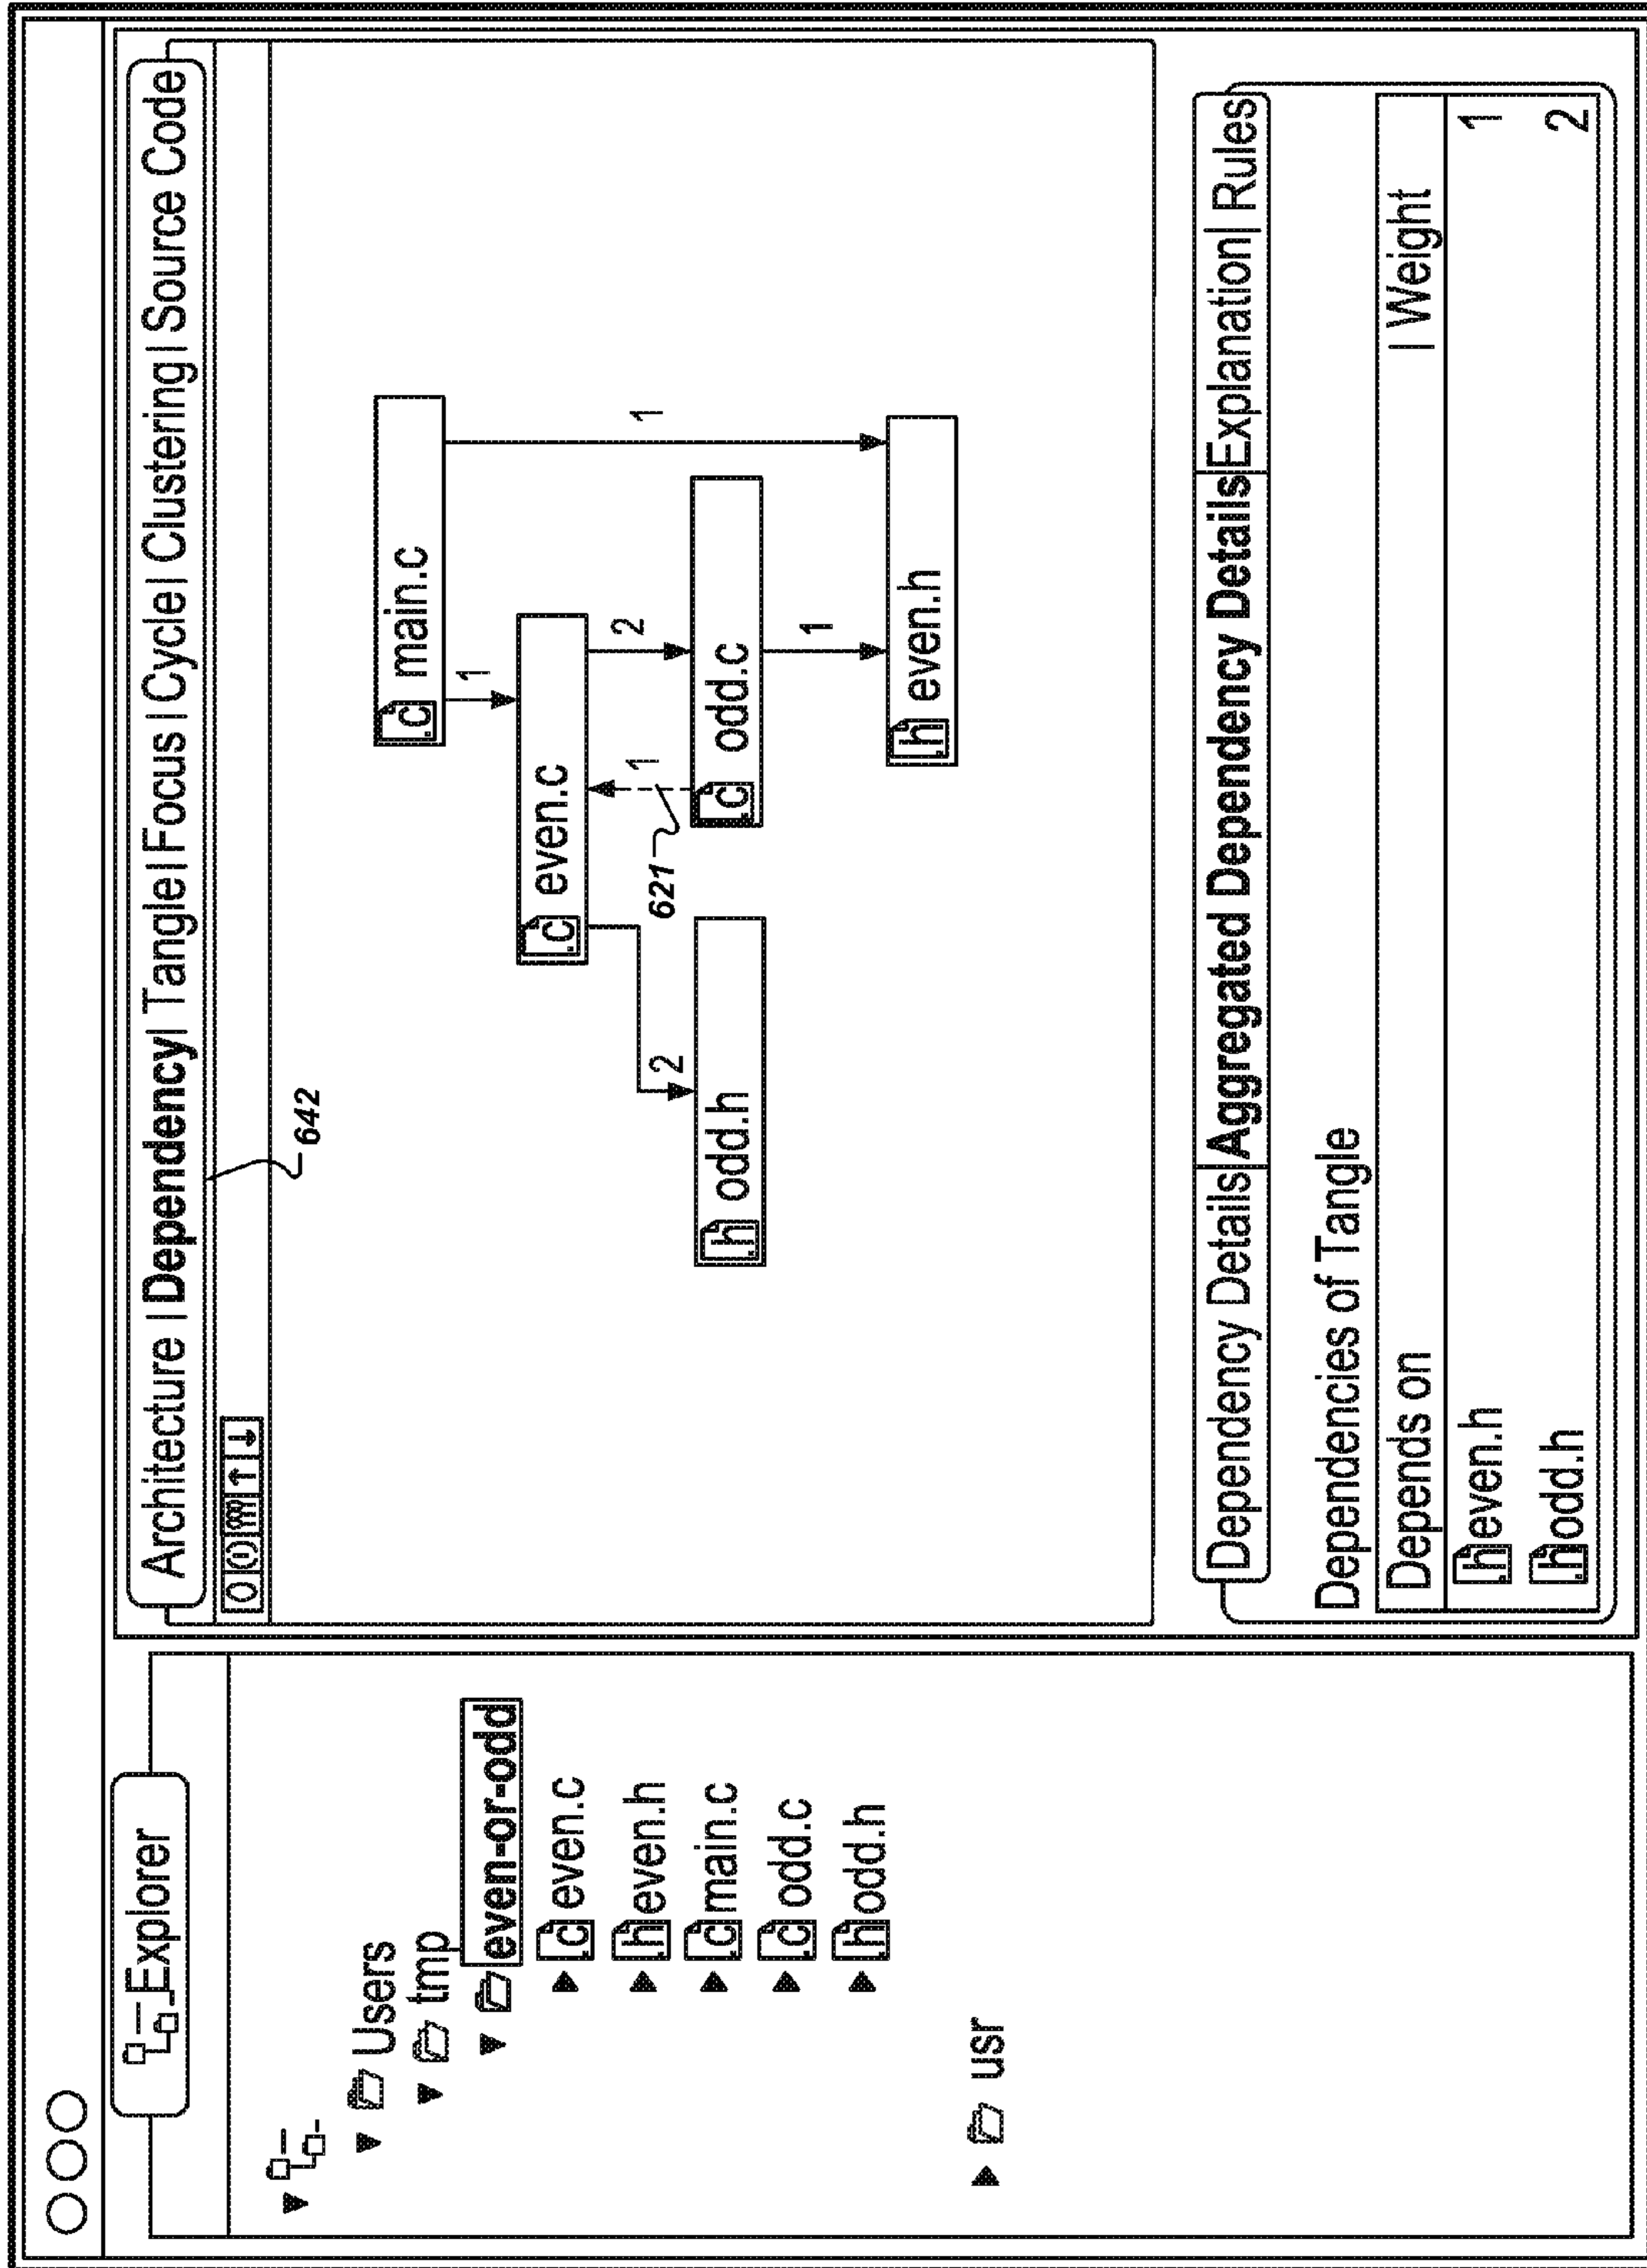 Explorer
Users
tmp
even-or-odd
.c even.c
.h even.h
.c main.c
.c odd.c
.h odd.h
usr
Architecture | Dependency | Tangle | Focus | Cycle | Clustering | Source Code
642
.c main.c
1
1
.c even.c
2
2
1
621
.h odd.h
.c odd.c
1
.h even.h
Dependency Details | Aggregated Dependency Details | Explanation | Rules
Dependencies of Tangle
Depends on | Weight
.h even.h 1
.h odd.h 2